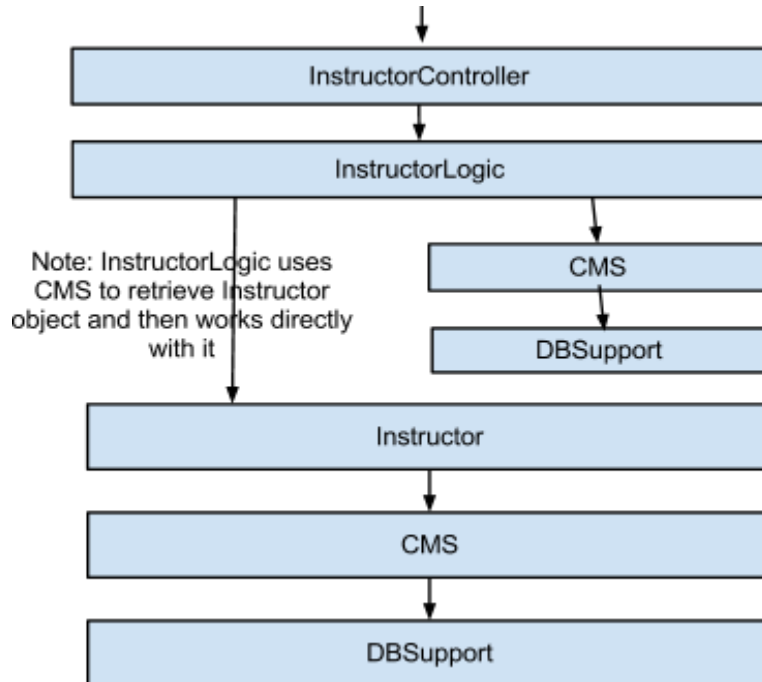 InstructorController
InstructorLogic
Note: InstructorLogic uses
CMS to retrieve Instructor
object and then works directly
with it
CMS
DBSupport
Instructor
CMS
DBSupport